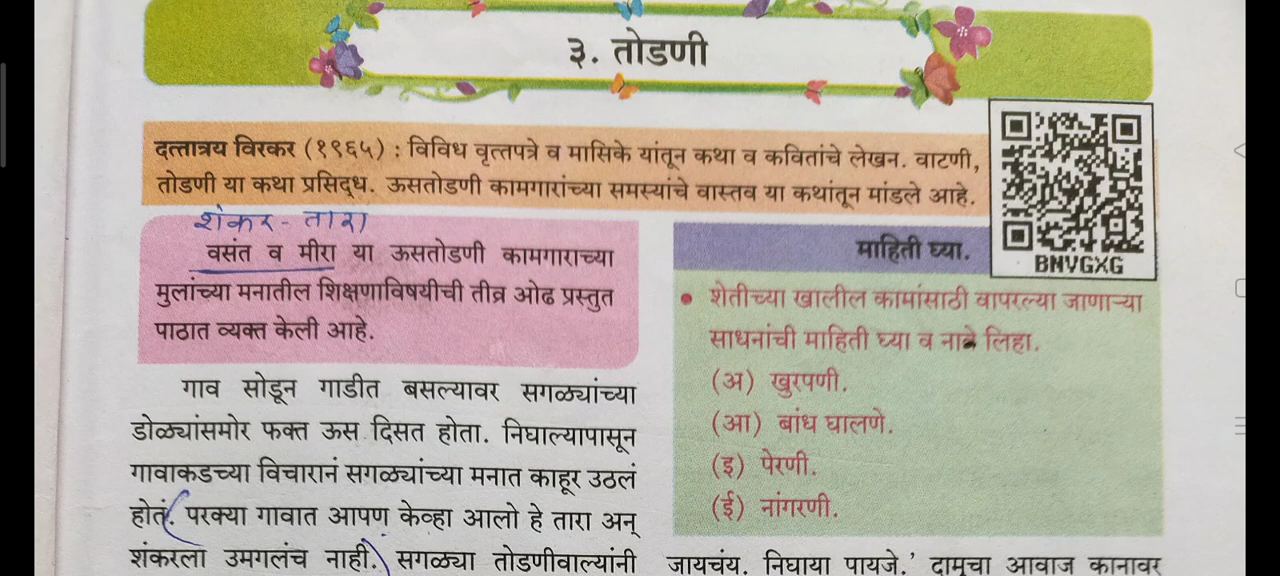 ३. तोडणी
दत्तात्रय विरकर (१९६५) : विविध वृत्तपत्रे व मासिके यांतून कथा व कवितांचे लेखन. वाटणी,
तोडणी या कथा प्रसिद्ध. ऊसतोडणी कामगारांच्या समस्यांचे वास्तव या कथांतून मांडले आहे.
BNVGXG
शंकर - तारा
वसंत व मीरा या ऊसतोडणी कामगाराच्या
मुलांच्या मनातील शिक्षणाविषयीची तीव्र ओढ प्रस्तुत
पाठात व्यक्त केली आहे.
गाव सोडून गाडीत बसल्यावर सगळ्यांच्या
डोळ्यांसमोर फक्त ऊस दिसत होता. निघाल्यापासून
गावाकडच्या विचारानं सगळ्यांच्या मनात काहूर उठलं
होतं. परक्या गावात आपण केव्हा आलो हे तारा अन्
शंकरला उमगलंच नाही. सगळ्या तोडणीवाल्यांनी
माहिती घ्या.
• शेतीच्या खालील कामांसाठी वापरल्या जाणाऱ्या
साधनांची माहिती घ्या व नावे लिहा.
(अ) खुरपणी.
(आ) बांध घालणे.
(इ) पेरणी.
(ई) नांगरणी.
जायचंय. निघाया पायजे.’ दामूचा आवाज कानावर